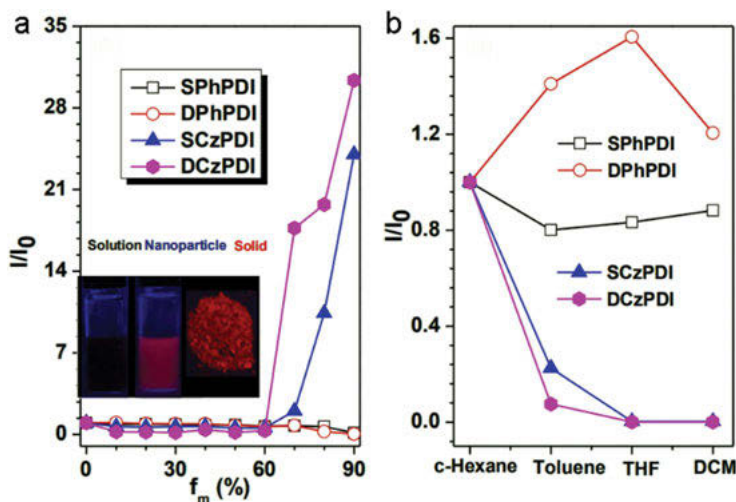 a
I/I0
35
28
21
14
7
0
SPhPDI
DPhPDI
SCzPDI
DCzPDI
Solution Nanoparticle Solid
0 30 60 90
fm (%)
b
I/I0
1.6
1.2
0.8
0.4
0.0
SPhPDI
DPhPDI
SCzPDI
DCzPDI
c-Hexane Toluene THF DCM